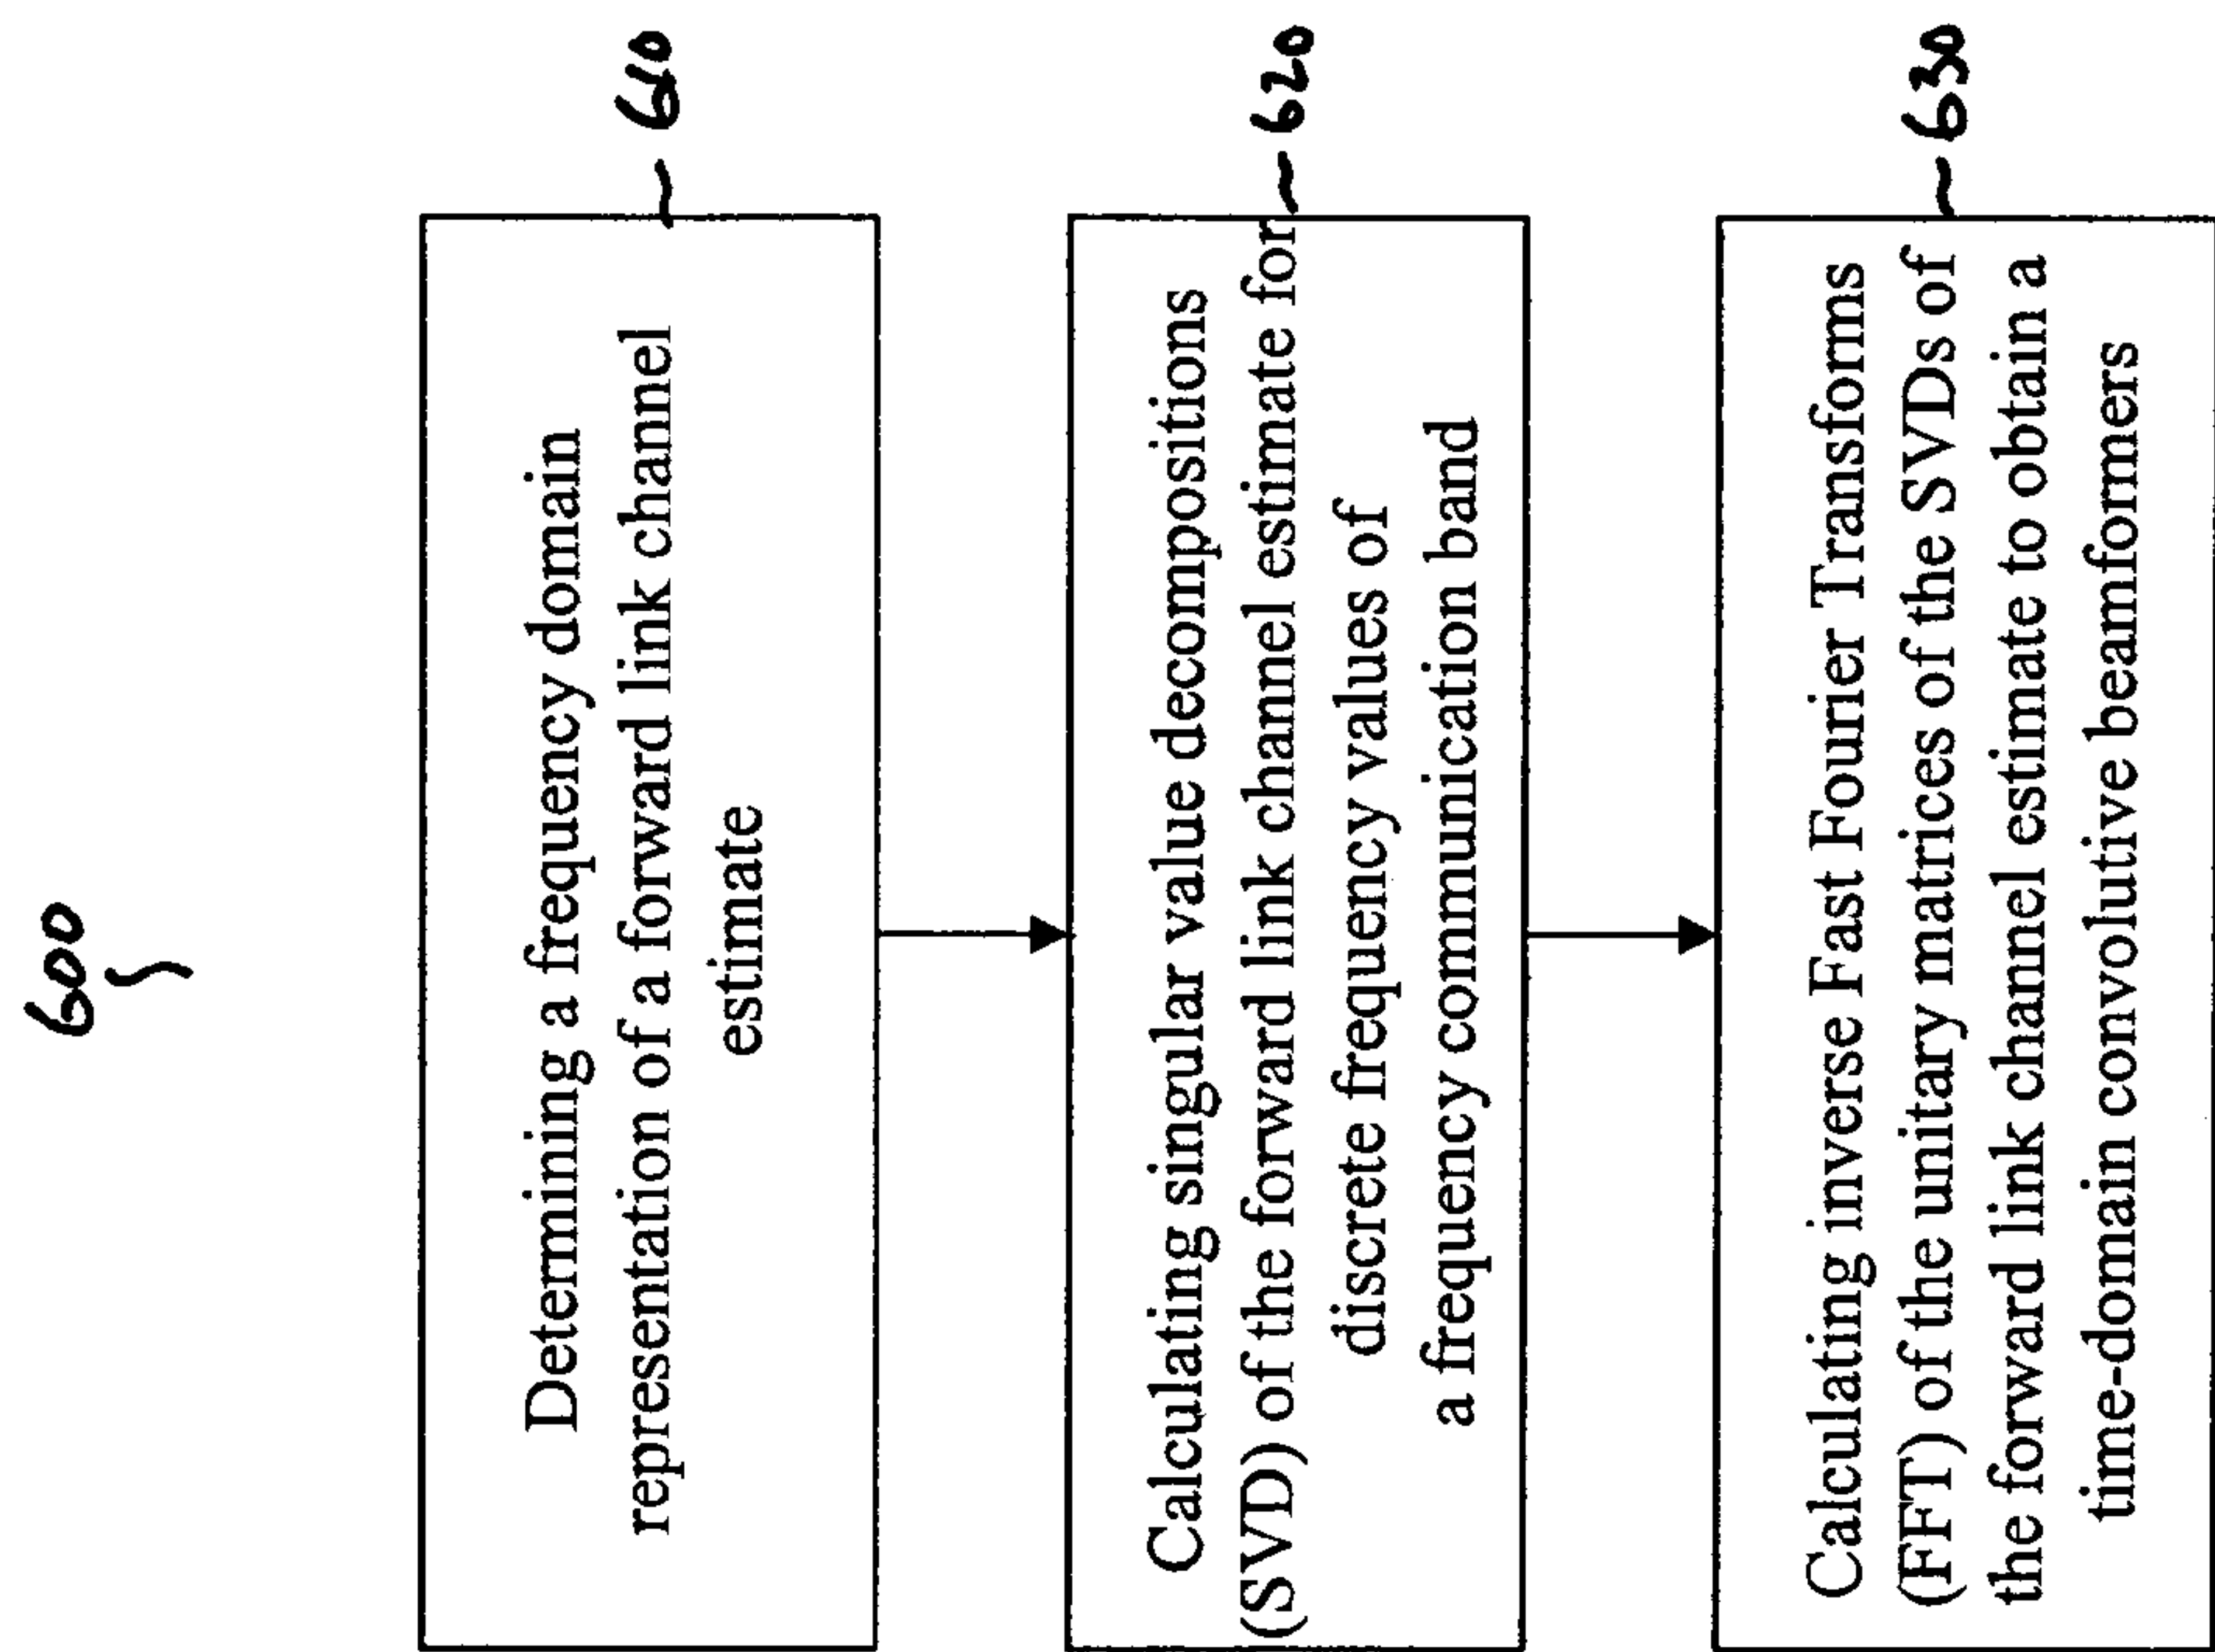 600
Determining a frequency domain
representation of a forward link channel
estimate
610
Calculating singular value decompositions
(SVD) of the forward link channel estimate for
discrete frequency values of
a frequency communication band
620
Calculating inverse Fast Fourier Transforms
(FFT) of the unitary matrices of the SVDs of
the forward link channel estimate to obtain a
time-domain convolutive beamformers
630